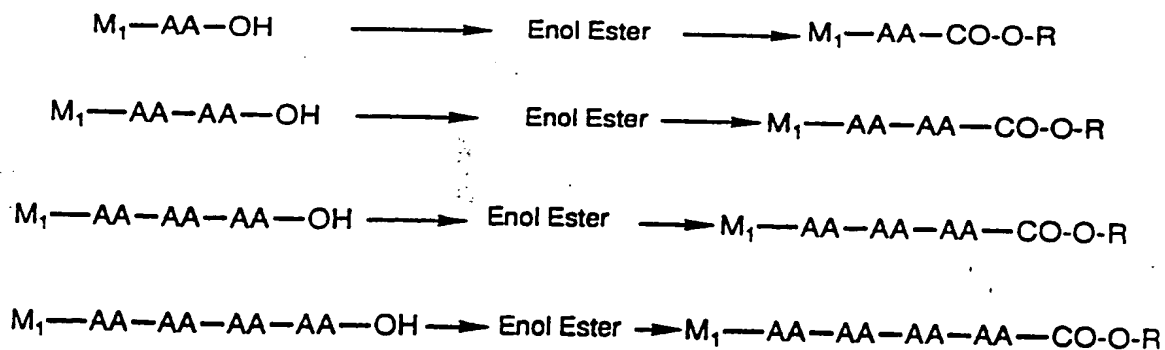 M₁—AA—OH ⟶ Enol Ester ⟶ M₁—AA—CO-O-R
M₁—AA—AA—OH ⟶ Enol Ester ⟶ M₁—AA—AA—CO-O-R
M₁—AA—AA—AA—OH ⟶ Enol Ester ⟶ M₁—AA—AA—AA—CO-O-R
M₁—AA—AA—AA—AA—OH ⟶ Enol Ester ⟶ M₁—AA—AA—AA—AA—CO-O-R